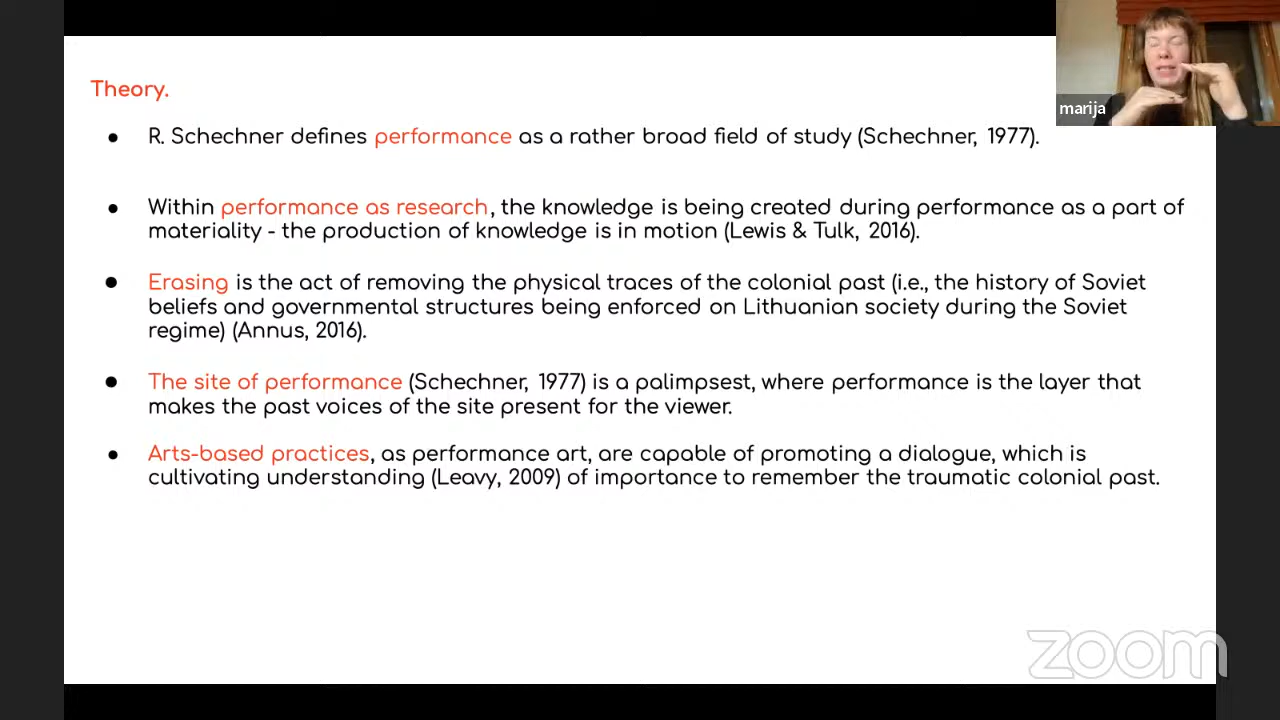 Theory.
marija
● R. Schechner defines performance as a rather broad field of study (Schechner, 1977).
● Within performance as research, the knowledge is being created during performance as a part of
materiality - the production of knowledge is in motion (Lewis & Tulk, 2016).
● Erasing is the act of removing the physical traces of the colonial past (i.e., the history of Soviet
beliefs and governmental structures being enforced on Lithuanian society during the Soviet
regime) (Annus, 2016).
● The site of performance (Schechner, 1977) is a palimpsest, where performance is the layer that
makes the past voices of the site present for the viewer.
● Arts-based practices, as performance art, are capable of promoting a dialogue, which is
cultivating understanding (Leavy, 2009) of importance to remember the traumatic colonial past.
zoom